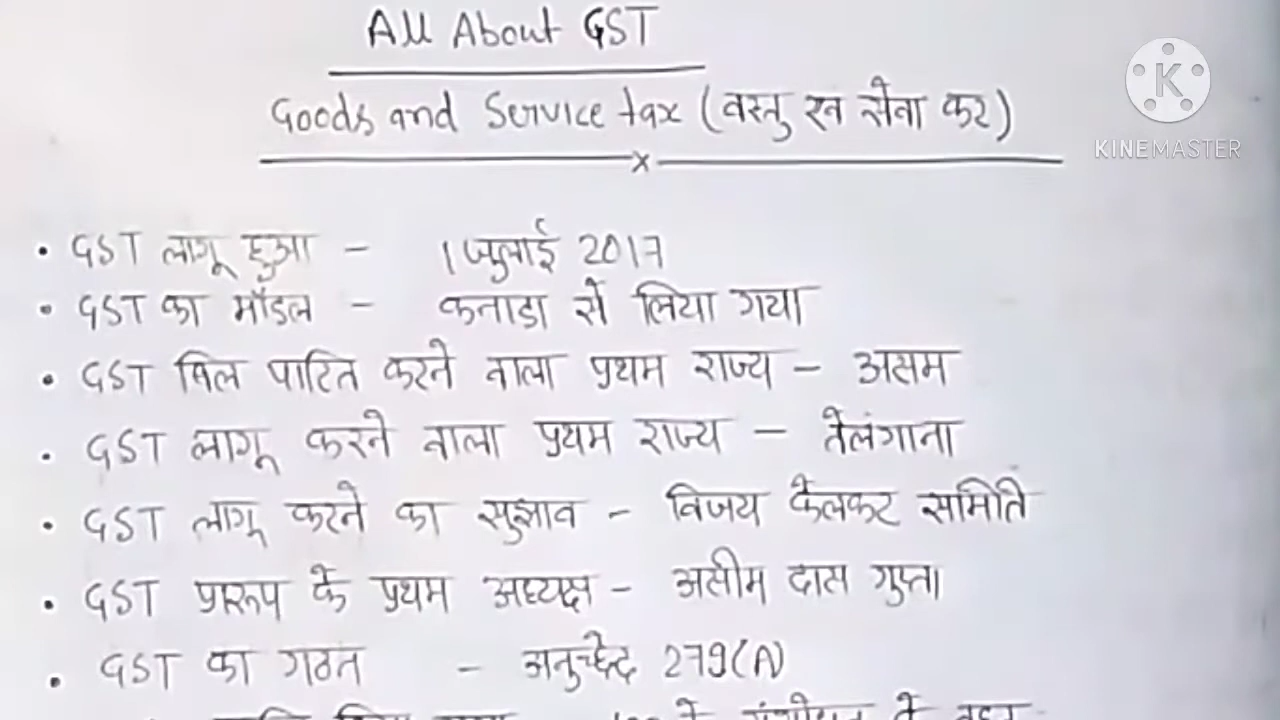 All About GST
Goods and Service tax (वस्तु एव सेवा कर)
KINEMASTER
• GST लागू हुआ - 1 जुलाई 2017
• GST का मॉडल - कनाडा से लिया गया
• GST बिल पारित करने वाला प्रथम राज्य - असम
• GST लागू करने वाला प्रथम राज्य - तेलंगाना
• GST लागू करने का सुझाव - विजय केलकर समिति
• GST प्रारूप के प्रथम अध्यक्ष - असीम दास गुप्ता
• GST का गठन - अनुच्छेद 279(A)
के तहत